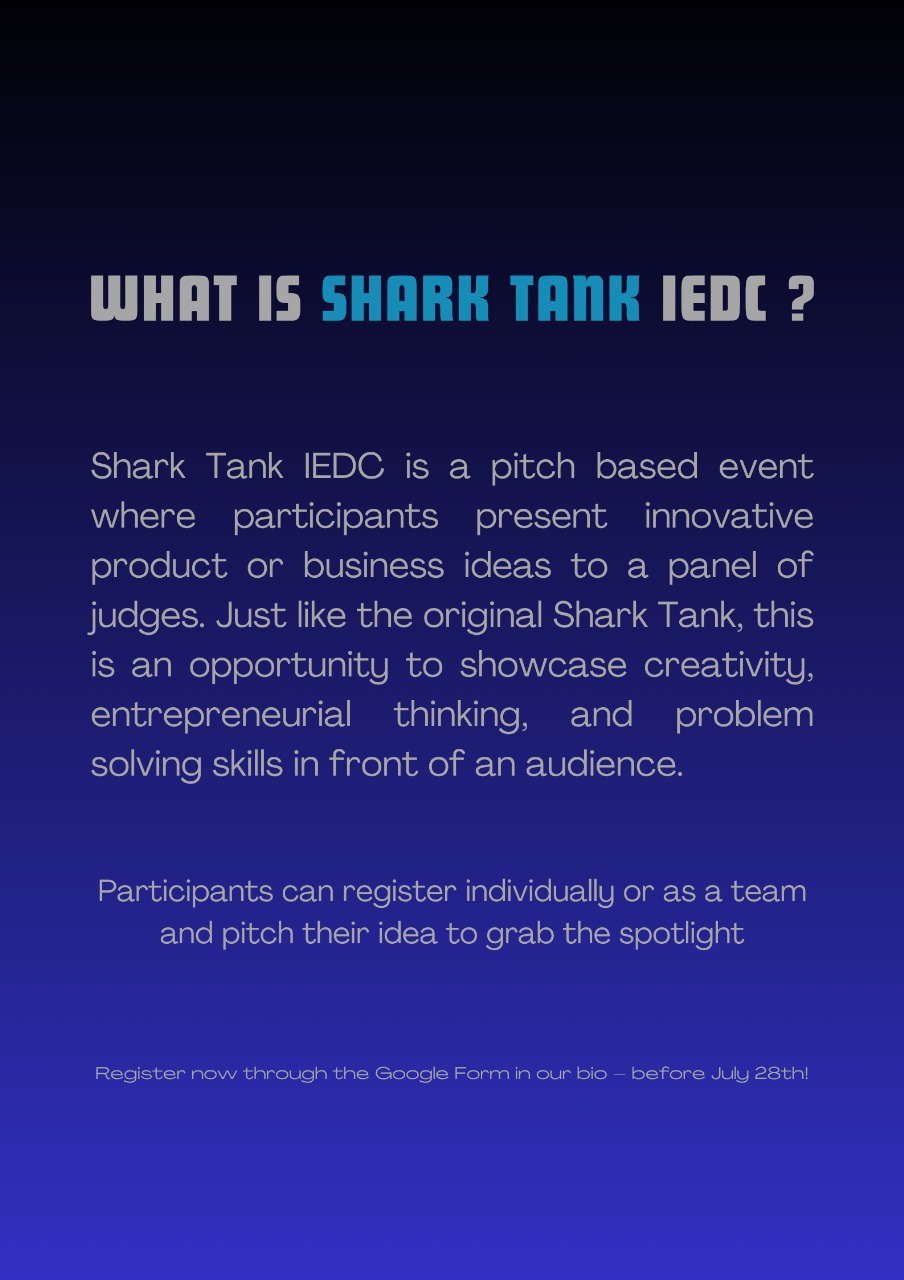 WHAT IS SHARK TANK IEDC ?
Shark Tank IEDC is a pitch based event
where participants present innovative
product or business ideas to a panel of
judges. Just like the original Shark Tank, this
is an opportunity to showcase creativity,
entrepreneurial thinking, and problem
solving skills in front of an audience.
Participants can register individually or as a team
and pitch their idea to grab the spotlight
Register now through the Google Form in our bio – before July 28th!